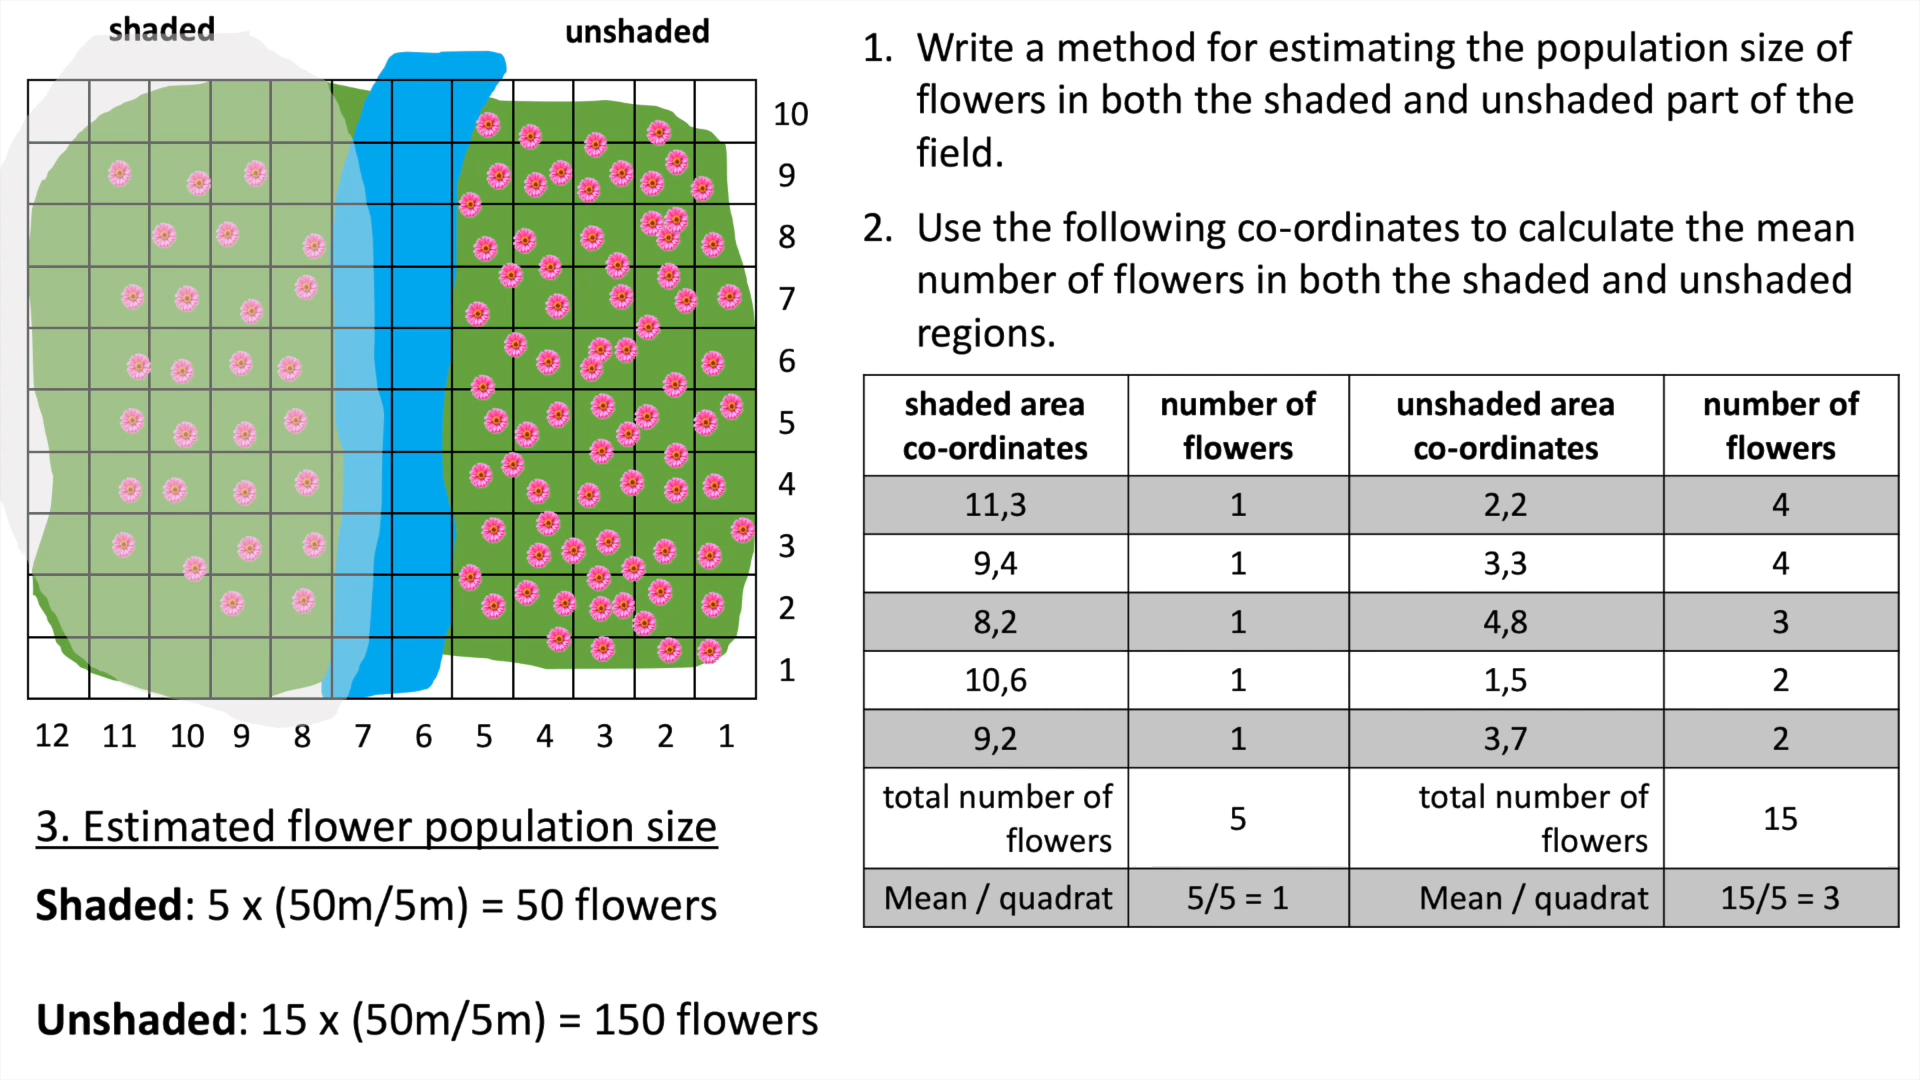 shaded
unshaded
10
9
8
7
6
5
4
3
2
1
12 11 10 9 8 7 6 5 4 3 2 1
3. Estimated flower population size
Shaded: 5 x (50m/5m) = 50 flowers
Unshaded: 15 x (50m/5m) = 150 flowers
1. Write a method for estimating the population size of
flowers in both the shaded and unshaded part of the
field.
2. Use the following co-ordinates to calculate the mean
number of flowers in both the shaded and unshaded
regions.
shaded area co-ordinates number of flowers unshaded area co-ordinates number of flowers
11,3 1 2,2 4
9,4 1 3,3 4
8,2 1 4,8 3
10,6 1 1,5 2
9,2 1 3,7 2
total number of flowers 5 total number of flowers 15
Mean / quadrat 5/5 = 1 Mean / quadrat 15/5 = 3